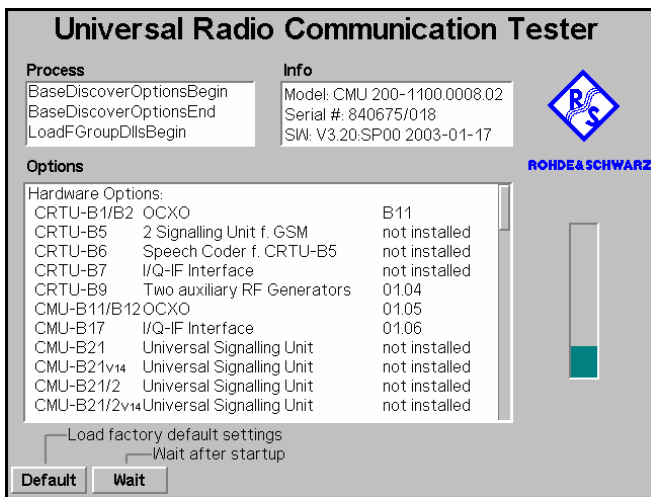 Universal Radio Communication Tester
Process
BaseDiscoverOptionsBegin
BaseDiscoverOptionsEnd
LoadFGroupDllsBegin
Info
Model: CMU 200-1100.0008.02
Serial #: 840675/018
SW: V3.20:SP00 2003-01-17
R S
ROHDE&SCHWARZ
Options
Hardware Options:
CRTU-B1/B2 OCXO B11
CRTU-B5 2 Signalling Unit f. GSM not installed
CRTU-B6 Speech Coder f. CRTU-B5 not installed
CRTU-B7 I/Q-IF Interface not installed
CRTU-B9 Two auxiliary RF Generators 01.04
CMU-B11/B12 OCXO 01.05
CMU-B17 I/Q-IF Interface 01.06
CMU-B21 Universal Signalling Unit not installed
CMU-B21v14 Universal Signalling Unit not installed
CMU-B21/2 Universal Signalling Unit not installed
CMU-B21/2v14 Universal Signalling Unit not installed
Load factory default settings
Wait after startup
Default Wait